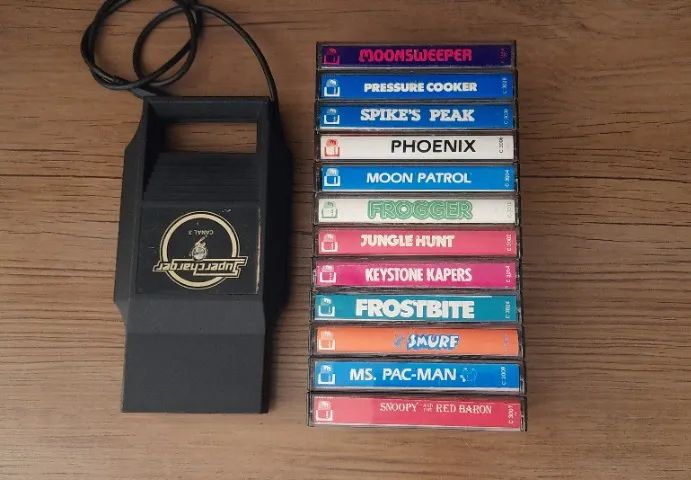 Supercharger
CANAL 3
MOONSWEEPER
PRESSURE COOKER
SPIKE'S PEAK
PHOENIX
MOON PATROL
FROGGER
JUNGLE HUNT
KEYSTONE KAPERS
FROSTBITE
SMURF
MS. PAC-MAN
SNOOPY AND THE RED BARON